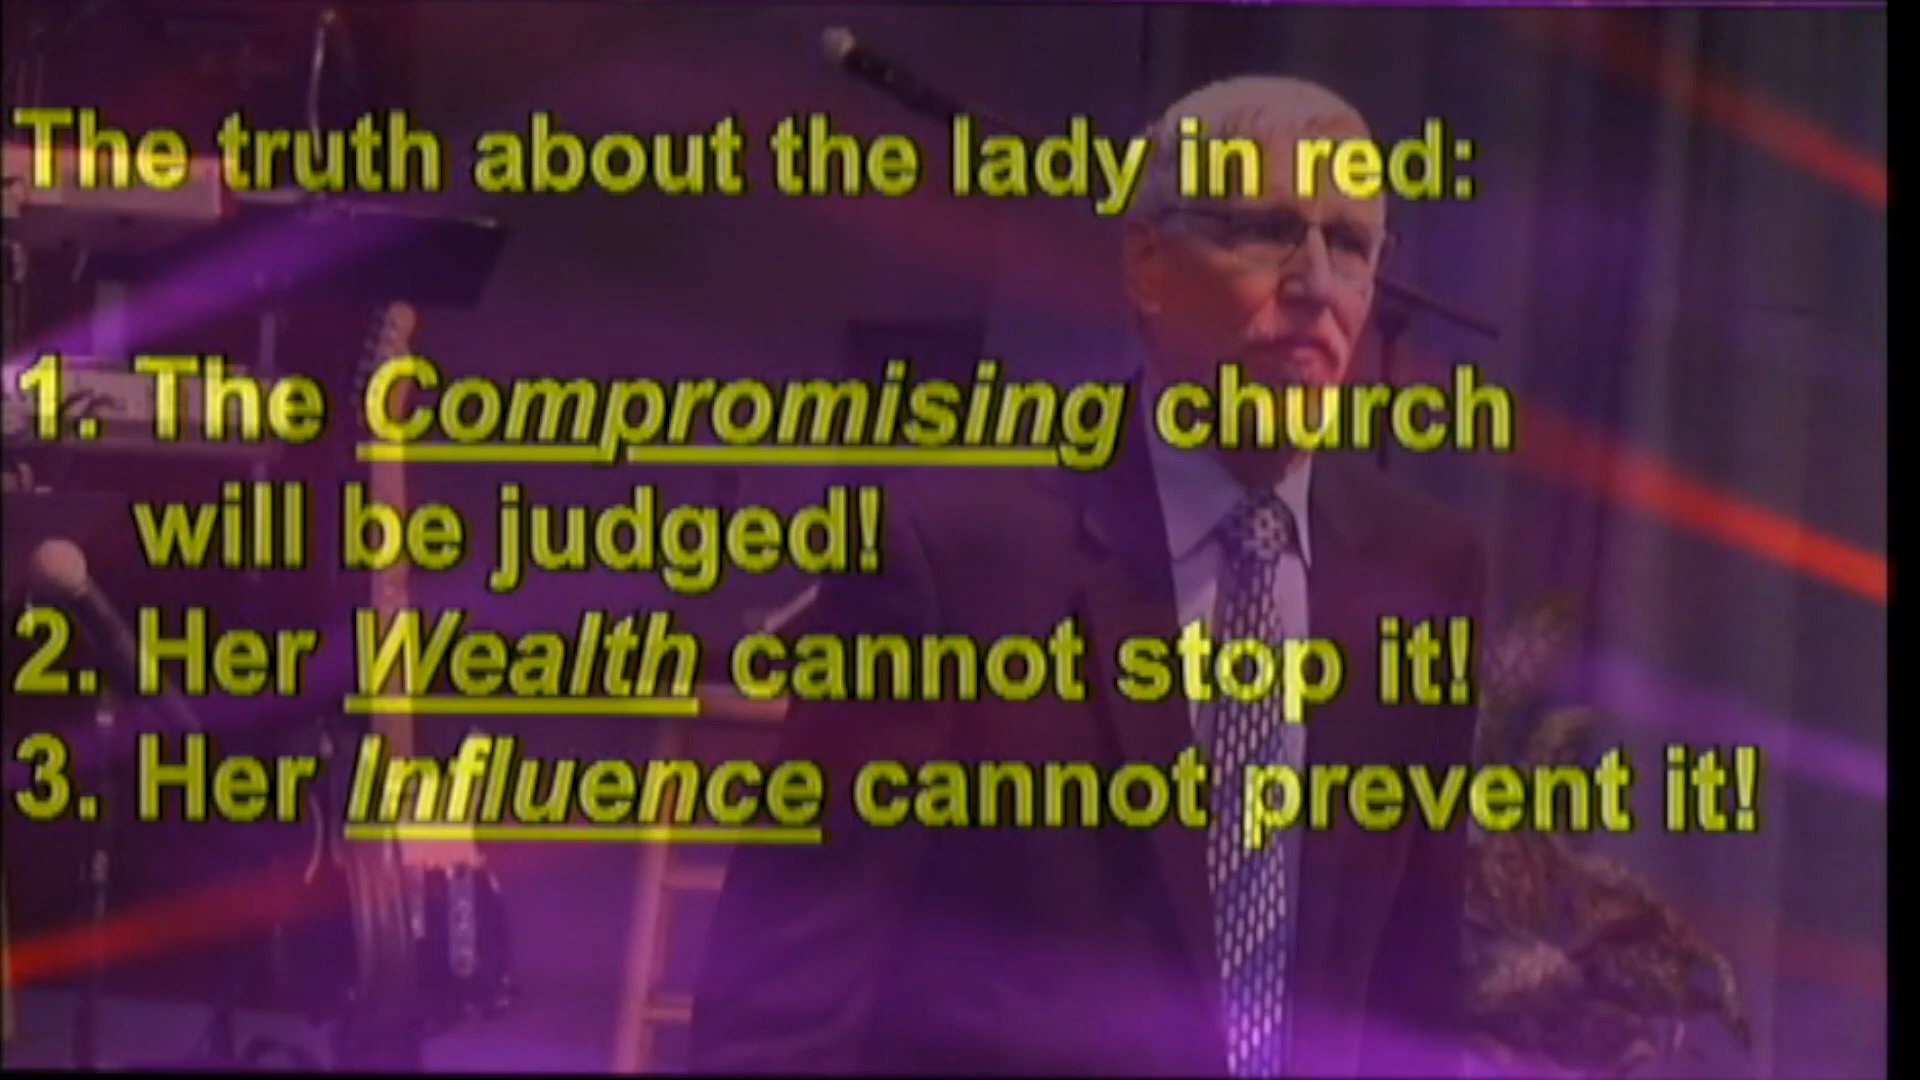 The truth about the lady in red:
1. The Compromising church
will be judged!
2. Her Wealth cannot stop it!
3. Her Influence cannot prevent it!